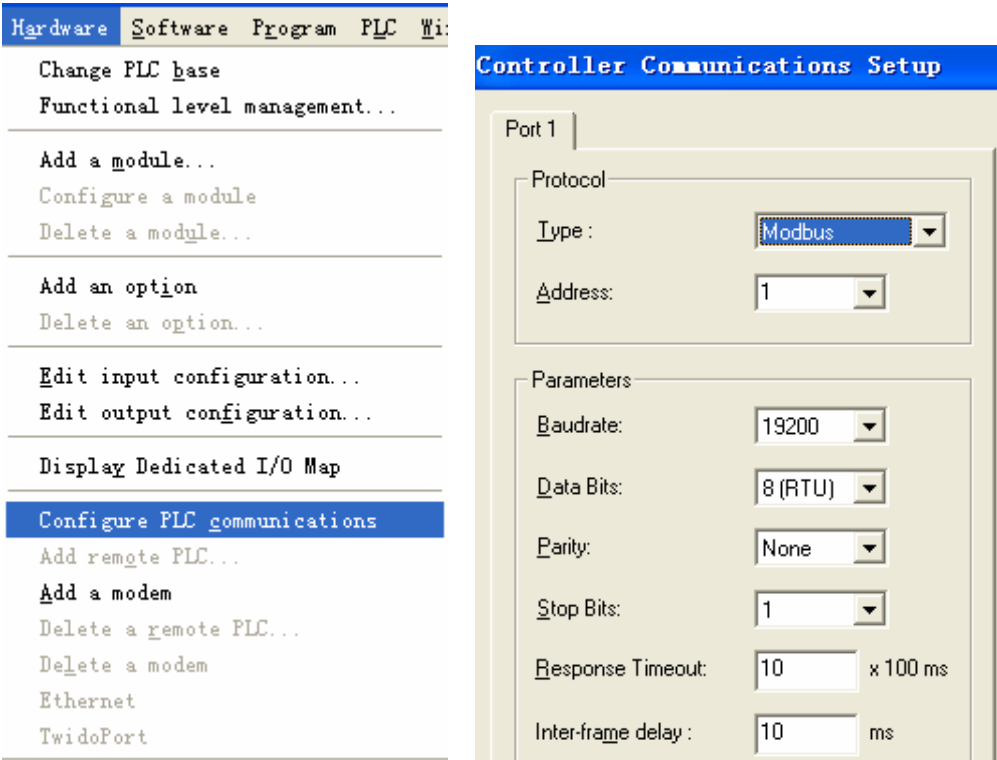 Hardware Software Program PLC Wi
Change PLC base
Functional level management...
Add a module...
Configure a module
Delete a module...
Add an option
Delete an option...
Edit input configuration...
Edit output configuration...
Display Dedicated I/O Map
Configure PLC communications
Add remote PLC...
Add a modem
Delete a remote PLC...
Delete a modem
Ethernet
TwidoPort
Controller Communications Setup
Port 1
Protocol
Type : Modbus
Address: 1
Parameters
Baudrate: 19200
Data Bits: 8 (RTU)
Parity: None
Stop Bits: 1
Response Timeout: 10 x 100 ms
Inter-frame delay : 10 ms